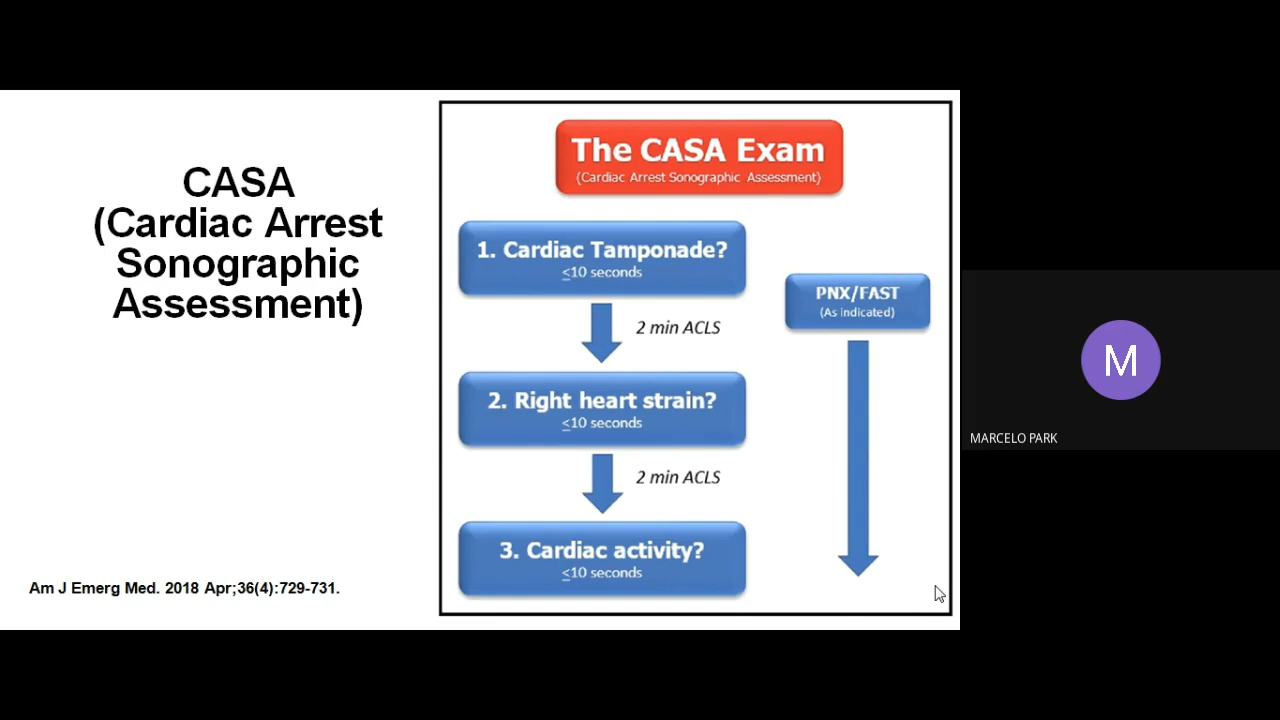 CASA
(Cardiac Arrest
Sonographic
Assessment)
Am J Emerg Med. 2018 Apr;36(4):729-731.
The CASA Exam
(Cardiac Arrest Sonographic Assessment)
1. Cardiac Tamponade?
≤10 seconds
2 min ACLS
2. Right heart strain?
≤10 seconds
2 min ACLS
3. Cardiac activity?
≤10 seconds
PNX/FAST
(As indicated)
M
MARCELO PARK